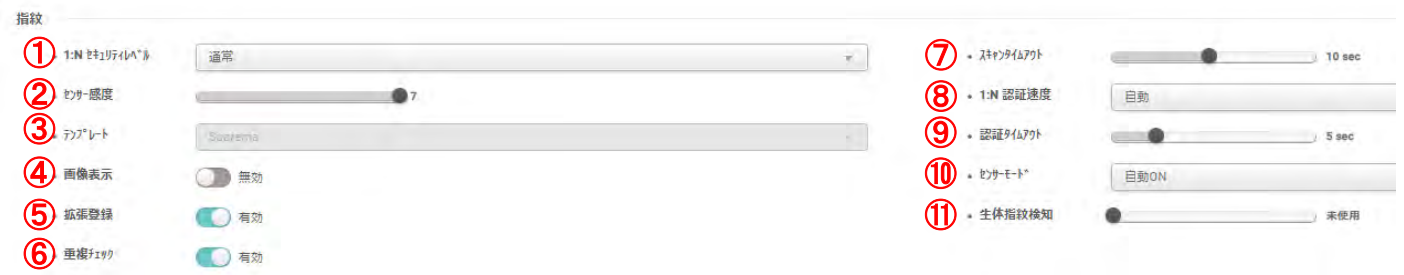 指紋
① 1:N ｾｷｭﾘﾃｨﾚﾍﾞﾙ 通常
② ｾﾝｻｰ感度 7
③ ﾃﾝﾌﾟﾚｰﾄ Suprema
④ 画像表示 無効
⑤ 拡張登録 有効
⑥ 重複ﾁｪｯｸ 有効
⑦ ｽｷｬﾝﾀｲﾑｱｳﾄ 10 sec
⑧ 1:N 認証速度 自動
⑨ 認証ﾀｲﾑｱｳﾄ 5 sec
⑩ ｾﾝｻｰﾓｰﾄﾞ 自動ON
⑪ 生体指紋検知 未使用